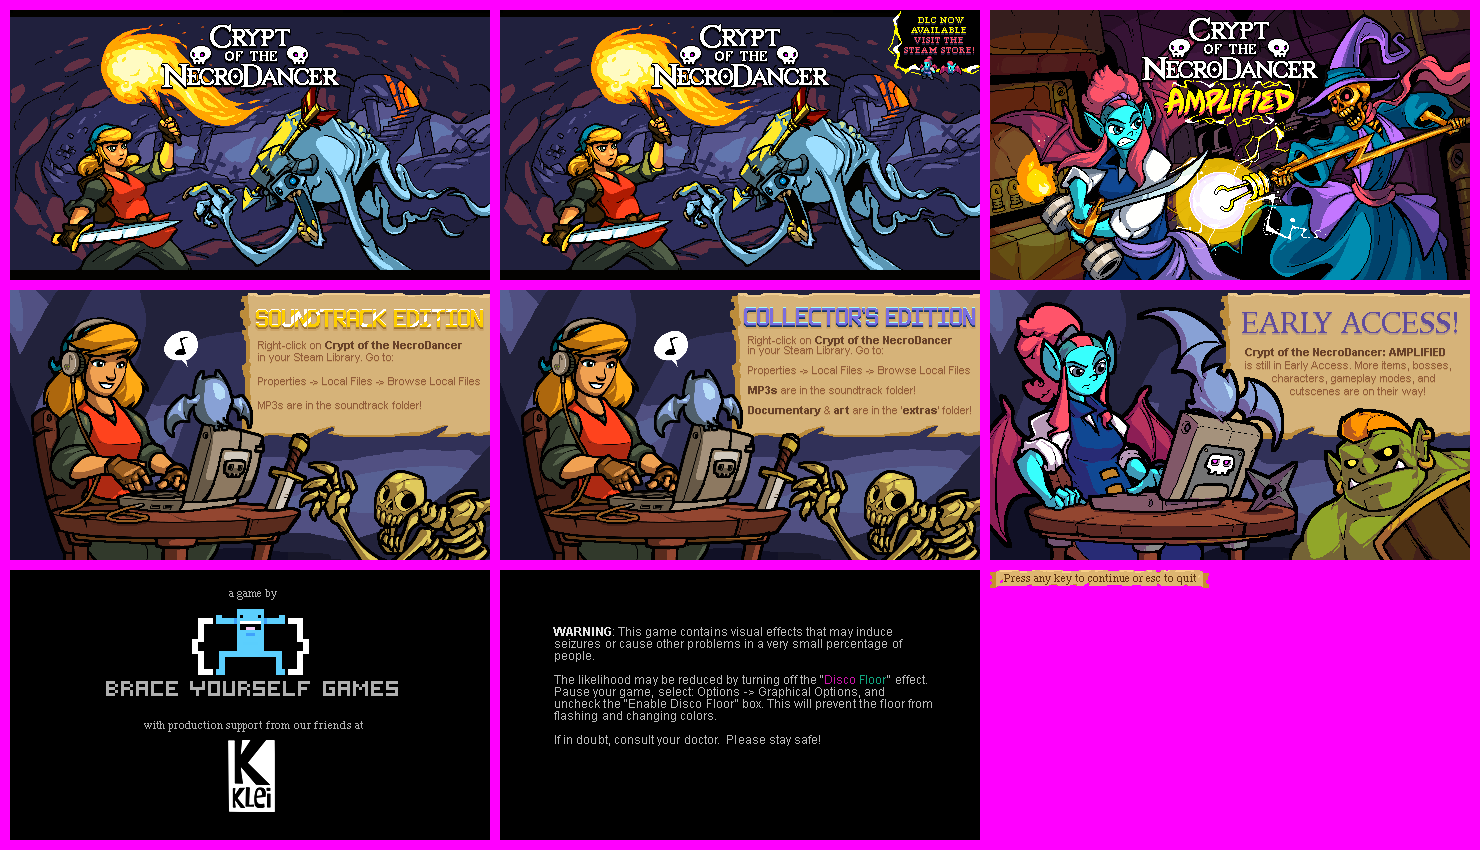 CRYPT
OF THE
NECRODANCER
CRYPT
OF THE
NECRODANCER
DLC NOW
AVAILABLE
VISIT THE
STEAM STORE!
CRYPT
OF THE
NECRODANCER
AMPLIFIED
SOUNDTRACK EDITION
Right-click on Crypt of the NecroDancer
in your Steam Library. Go to:
Properties -> Local Files -> Browse Local Files
MP3s are in the soundtrack folder!
COLLECTOR'S EDITION
Right-click on Crypt of the NecroDancer
in your Steam Library. Go to:
Properties -> Local Files -> Browse Local Files
MP3s are in the soundtrack folder!
Documentary & art are in the 'extras' folder!
EARLY ACCESS!
Crypt of the NecroDancer: AMPLIFIED
is still in Early Access. More items, bosses,
characters, gameplay modes, and
cutscenes are on their way!
a game by
BRACE YOURSELF GAMES
with production support from our friends at
K
KLei
WARNING: This game contains visual effects that may induce
seizures or cause other problems in a very small percentage of
people.
The likelihood may be reduced by turning off the "Disco Floor" effect.
Pause your game, select: Options -> Graphical Options, and
uncheck the "Enable Disco Floor" box. This will prevent the floor from
flashing and changing colors.
If in doubt, consult your doctor.  Please stay safe!
Press any key to continue or esc to quit